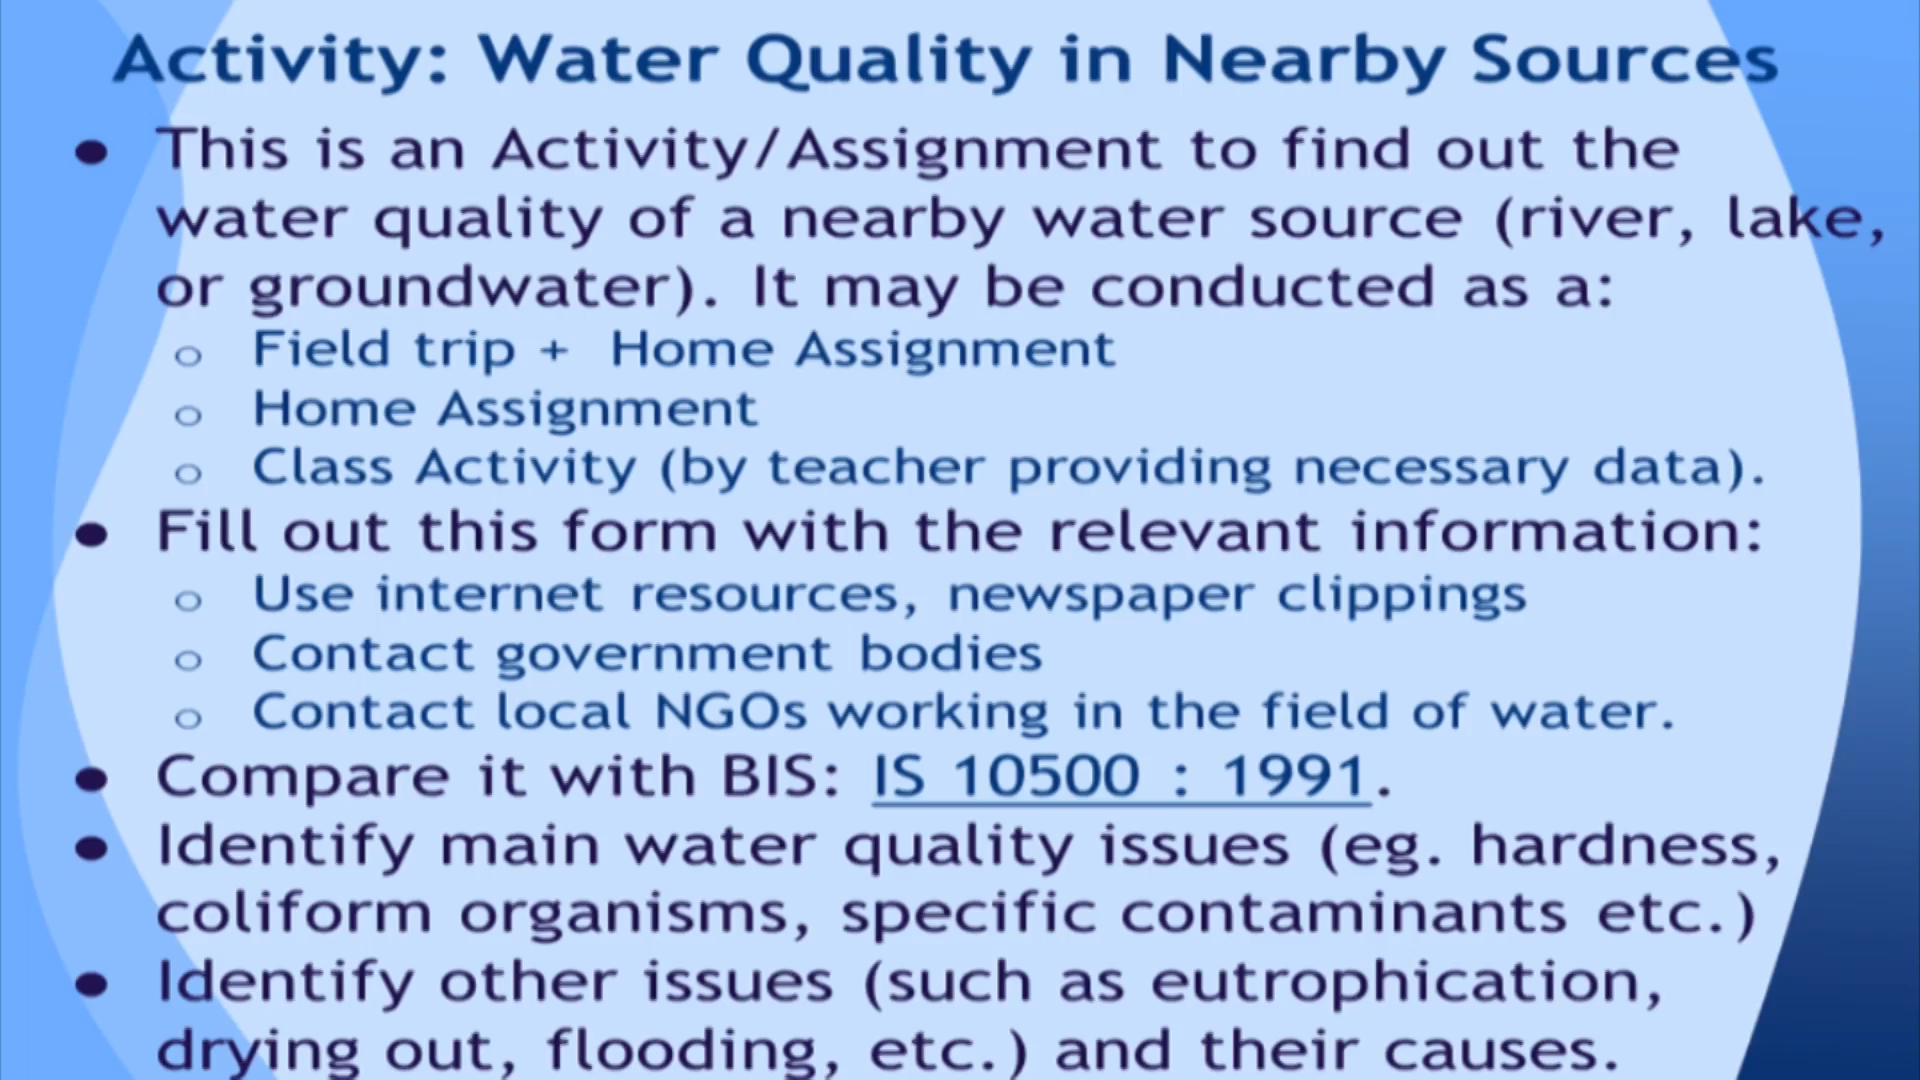 Activity: Water Quality in Nearby Sources
● This is an Activity/Assignment to find out the
water quality of a nearby water source (river, lake,
or groundwater). It may be conducted as a:
o Field trip + Home Assignment
o Home Assignment
o Class Activity (by teacher providing necessary data).
● Fill out this form with the relevant information:
o Use internet resources, newspaper clippings
o Contact government bodies
o Contact local NGOs working in the field of water.
● Compare it with BIS: IS 10500 : 1991.
● Identify main water quality issues (eg. hardness,
coliform organisms, specific contaminants etc.)
● Identify other issues (such as eutrophication,
drying out, flooding, etc.) and their causes.